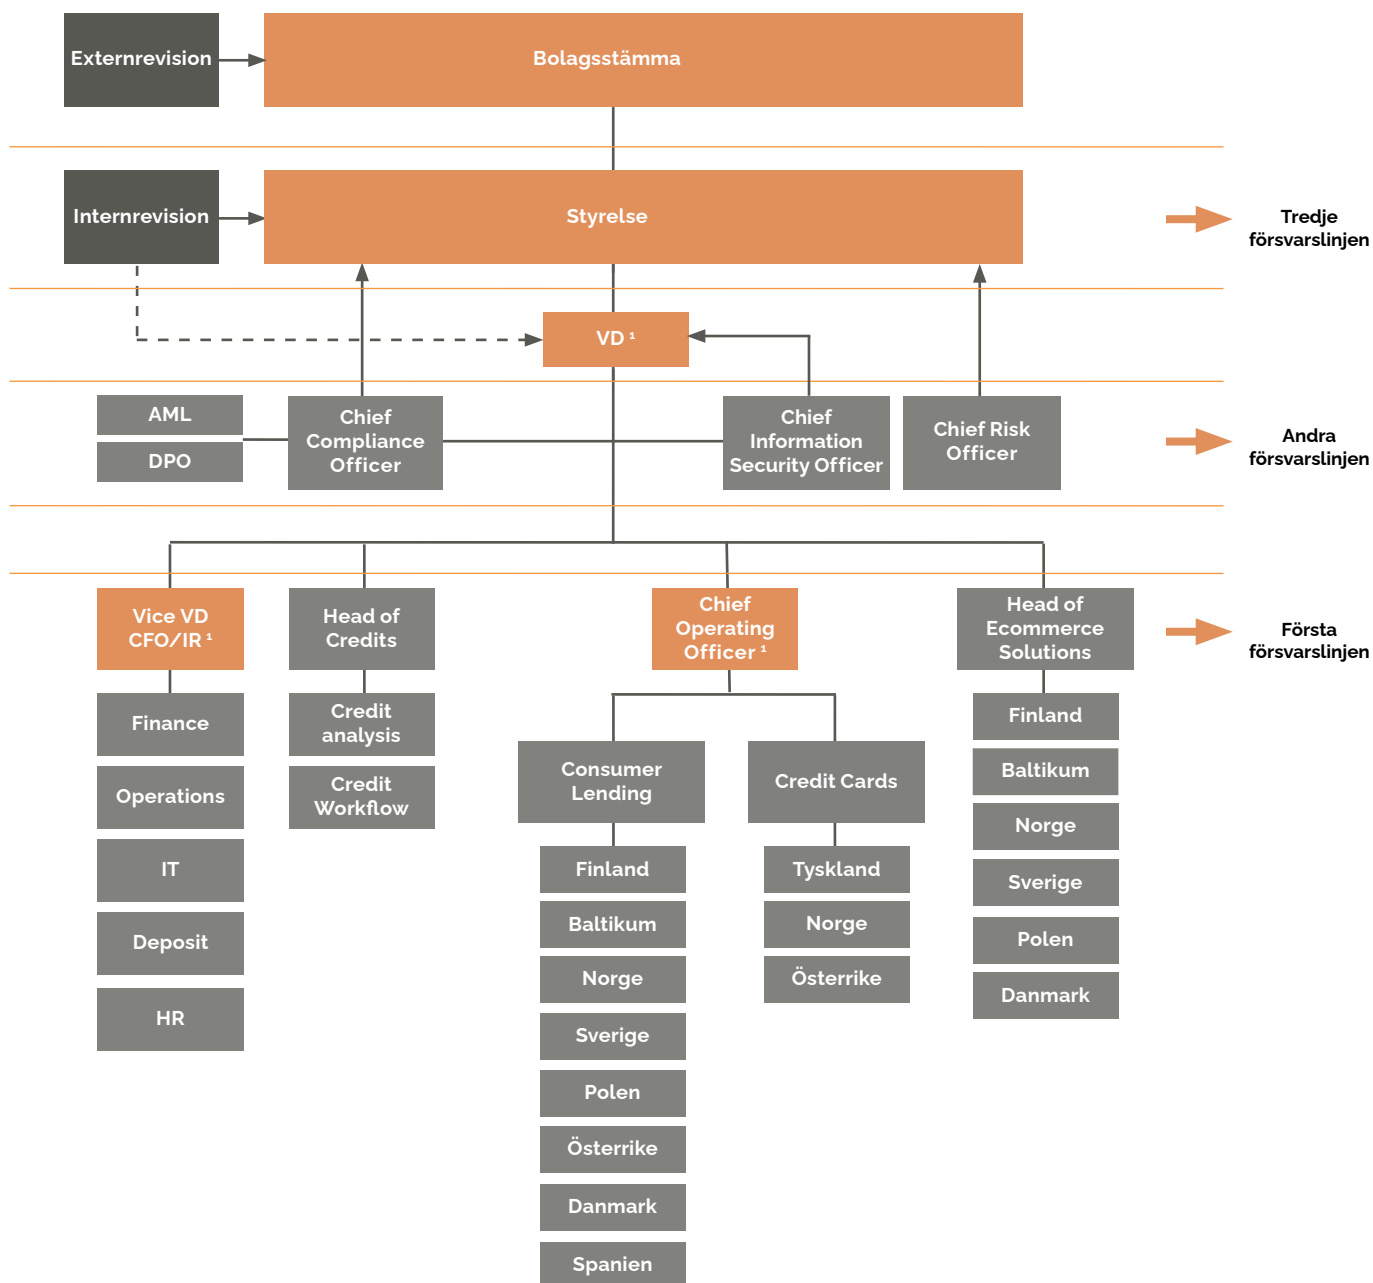 Externrevision
Bolagsstämma
Internrevision
Styrelse
Tredje
försvarslinjen
VD ¹
AML
DPO
Chief
Compliance
Officer
Chief
Information
Security Officer
Chief Risk
Officer
Andra
försvarslinjen
Vice VD
CFO/IR ¹
Head of
Credits
Chief
Operating
Officer ¹
Head of
Ecommerce
Solutions
Första
försvarslinjen
Finance
Operations
IT
Deposit
HR
Credit
analysis
Credit
Workflow
Consumer
Lending
Finland
Baltikum
Norge
Sverige
Polen
Österrike
Danmark
Spanien
Credit Cards
Tyskland
Norge
Österrike
Finland
Baltikum
Norge
Sverige
Polen
Danmark